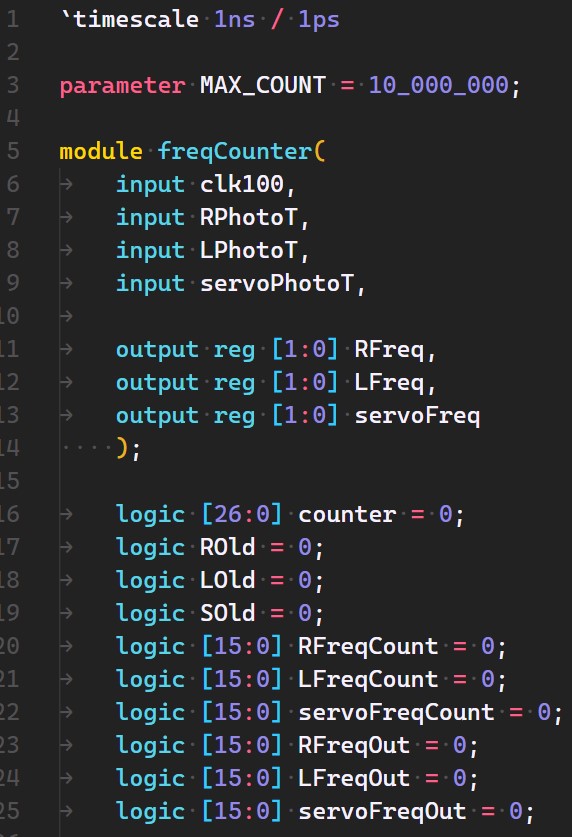 1 `timescale 1ns / 1ps
2
3 parameter MAX_COUNT = 10_000_000;
4
5 module freqCounter(
6 input clk100,
7 input RPhotoT,
8 input LPhotoT,
9 input servoPhotoT,
10
11 output reg [1:0] RFreq,
12 output reg [1:0] LFreq,
13 output reg [1:0] servoFreq
14 );
15
16 logic [26:0] counter = 0;
17 logic ROld = 0;
18 logic LOld = 0;
19 logic SOld = 0;
20 logic [15:0] RFreqCount = 0;
21 logic [15:0] LFreqCount = 0;
22 logic [15:0] servoFreqCount = 0;
23 logic [15:0] RFreqOut = 0;
24 logic [15:0] LFreqOut = 0;
25 logic [15:0] servoFreqOut = 0;